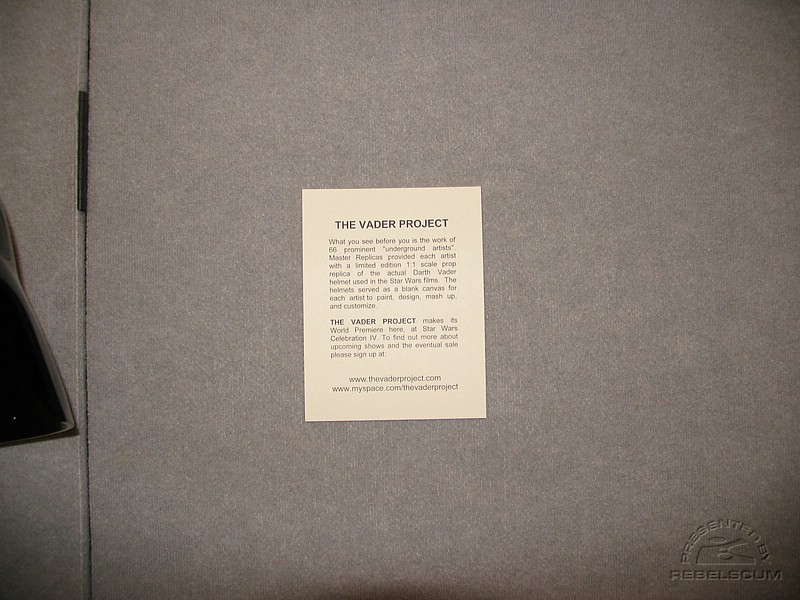 THE VADER PROJECT
What you see before you is the work of
66 prominent "underground artists".
Master Replicas provided each artist
with a limited edition 1:1 scale prop
replica of the actual Darth Vader
helmet used in the Star Wars films. The
helmets served as a blank canvas for
each artist to paint, design, mash up,
and customize.
THE VADER PROJECT makes its
World Premiere here, at Star Wars
Celebration IV. To find out more about
upcoming shows and the eventual sale
please sign up at:
www.thevaderproject.com
www.myspace.com/thevaderproject
PRESENTED BY
REBELSCUM